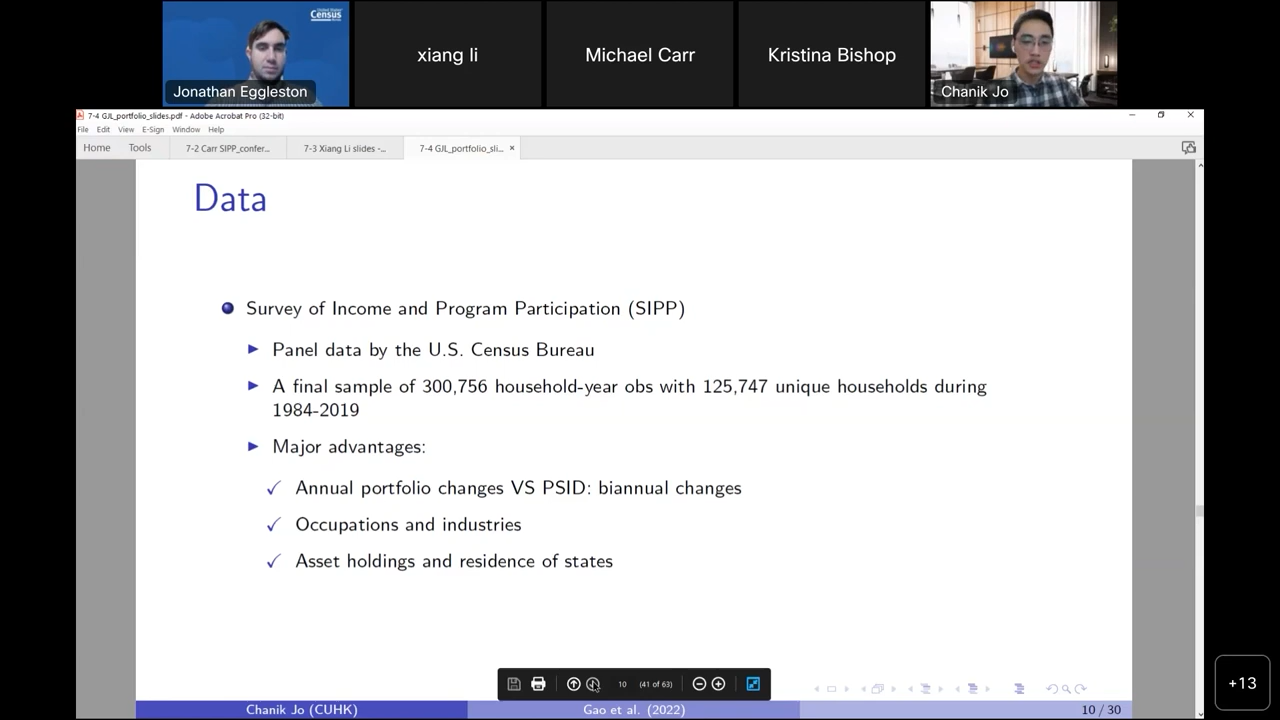 United States
Census
Bureau
Jonathan Eggleston
xiang li
Michael Carr
Kristina Bishop
Chanik Jo
7-4 GJL_portfolio_slides.pdf - Adobe Acrobat Pro (32-bit)
File Edit View E-Sign Window Help
Home Tools 7-2 Carr SIPP_confer... 7-3 Xiang Li slides -... 7-4 GJL_portfolio_sli... ×
Data
Survey of Income and Program Participation (SIPP)
Panel data by the U.S. Census Bureau
A final sample of 300,756 household-year obs with 125,747 unique households during
1984-2019
Major advantages:
✓ Annual portfolio changes VS PSID: biannual changes
✓ Occupations and industries
✓ Asset holdings and residence of states
10 (41 of 63)
Chanik Jo (CUHK) Gao et al. (2022) 10 / 30
+13